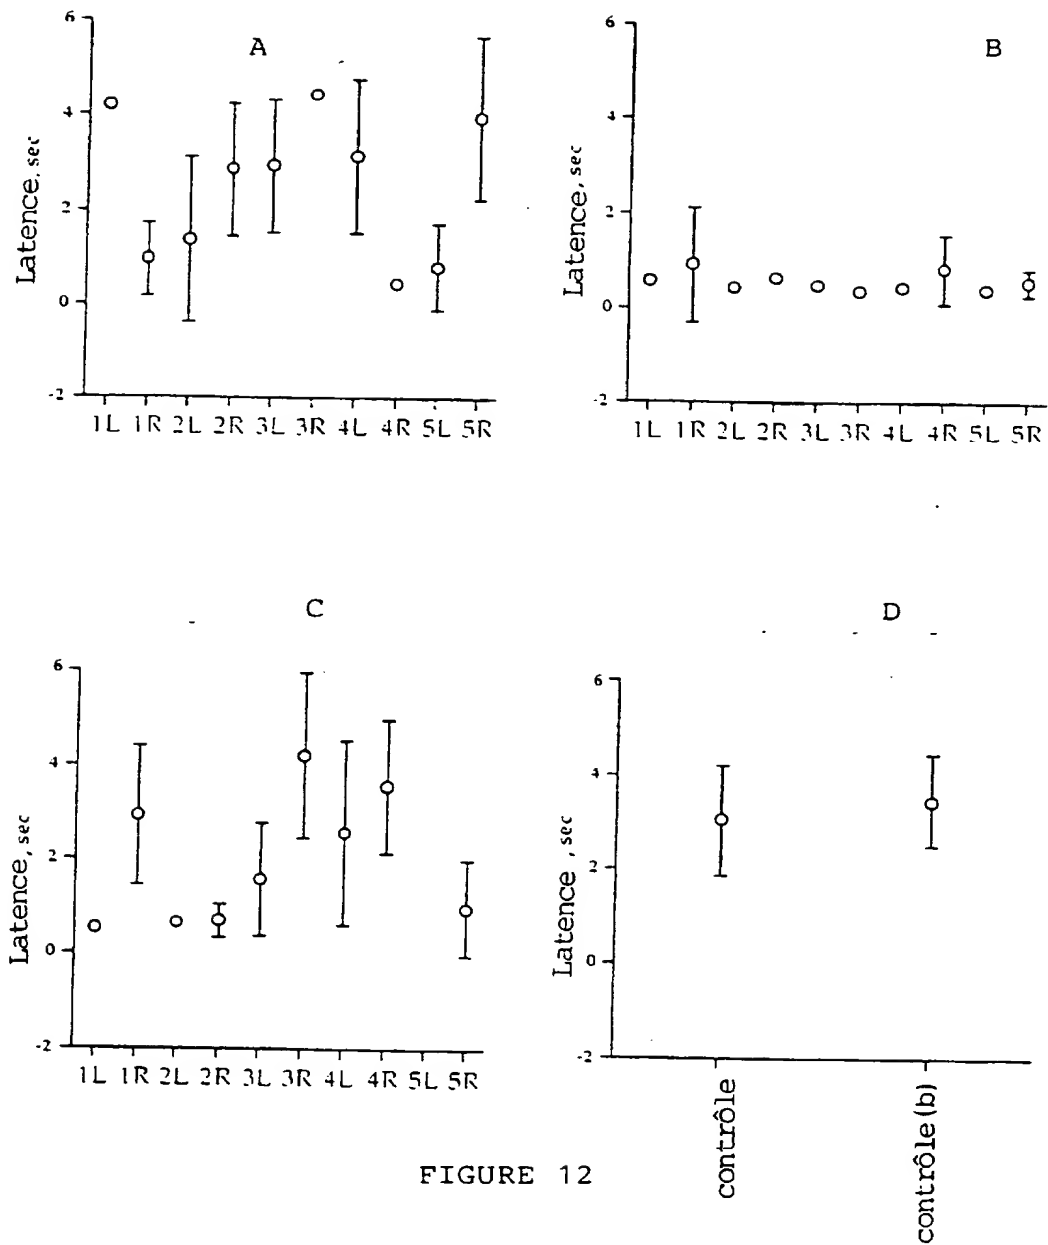 A
6
4
2
0
-2
Latence, sec
1L 1R 2L 2R 3L 3R 4L 4R 5L 5R
B
6
4
2
0
-2
Latence, sec
1L 1R 2L 2R 3L 3R 4L 4R 5L 5R
C
6
4
2
0
-2
Latence, sec
1L 1R 2L 2R 3L 3R 4L 4R 5L 5R
D
6
4
2
0
-2
Latence, sec
contrôle
contrôle(b)
FIGURE 12